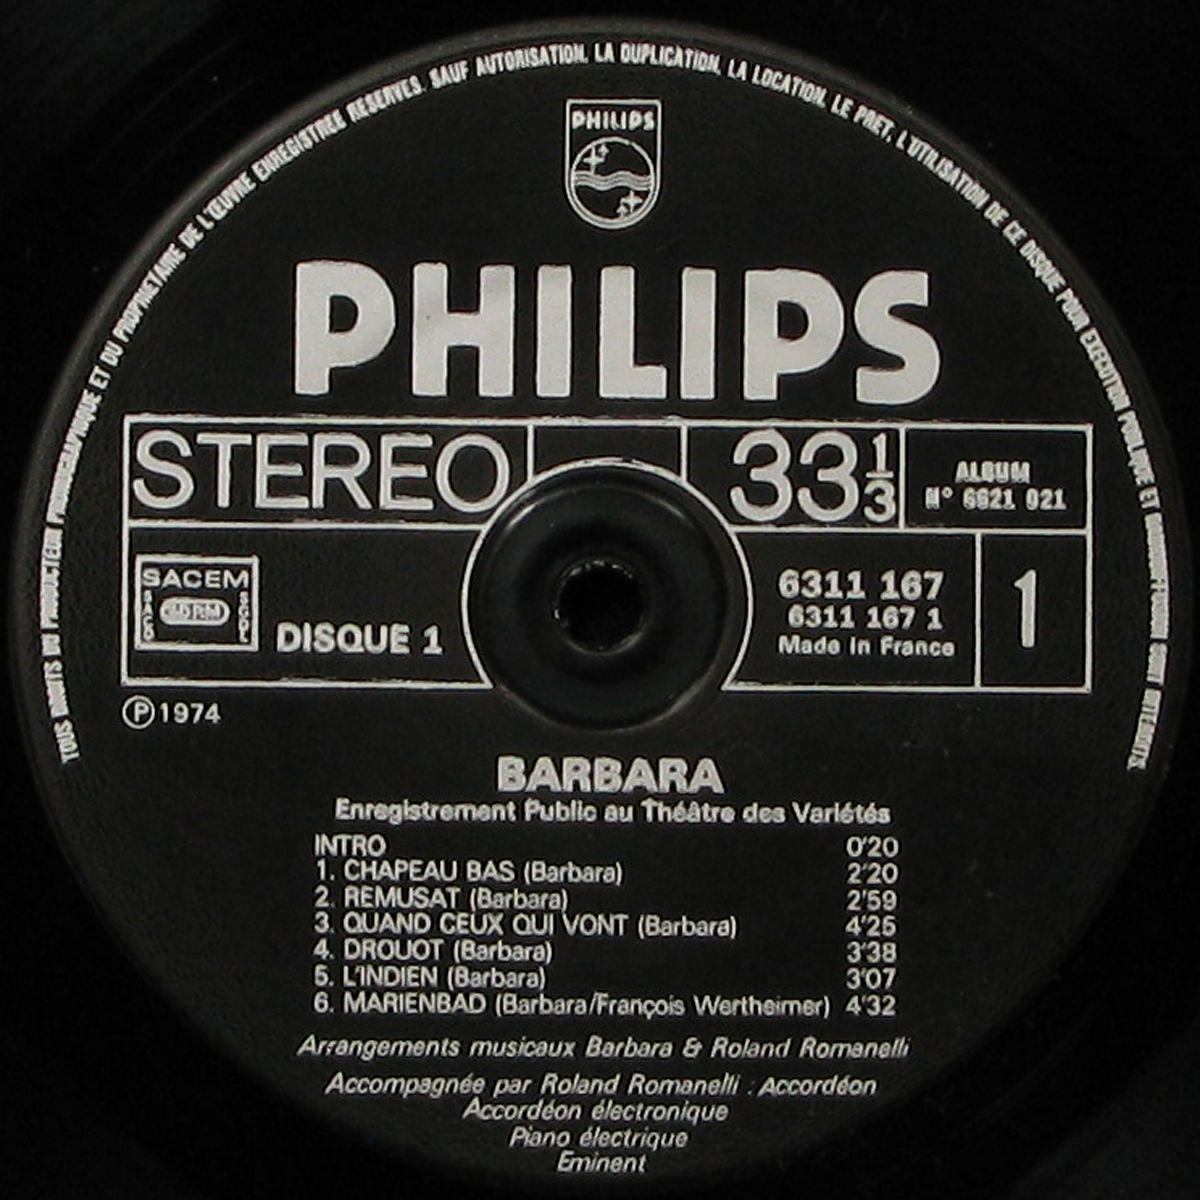 TOUS DROITS DU PRODUCTEUR PHONOGRAPHIQUE ET DU PROPRIETAIRE DE L'ŒUVRE ENREGISTREE RESERVES. SAUF AUTORISATION, LA DUPLICATION, LA LOCATION, LE PRET, L'UTILISATION DE CE DISQUE POUR EXECUTION PUBLIQUE ET RADIODIFFUSION SONT INTERDITS.
PHILIPS
PHILIPS
STEREO
33 1/3
ALBUM
N° 6621 021
SACEM
SACD
SDRM
SGDL
DISQUE 1
6311 167
6311 167 1
Made in France
1
Ⓟ 1974
BARBARA
Enregistrement Public au Théâtre des Variétés
INTRO 0'20
1. CHAPEAU BAS (Barbara) 2'20
2. REMUSAT (Barbara) 2'59
3. QUAND CEUX QUI VONT (Barbara) 4'25
4. DROUOT (Barbara) 3'38
5. L'INDIEN (Barbara) 3'07
6. MARIENBAD (Barbara/François Wertheimer) 4'32
Arrangements musicaux Barbara & Roland Romanelli
Accompagnée par Roland Romanelli : Accordéon
Accordéon électronique
Piano électrique
Eminent